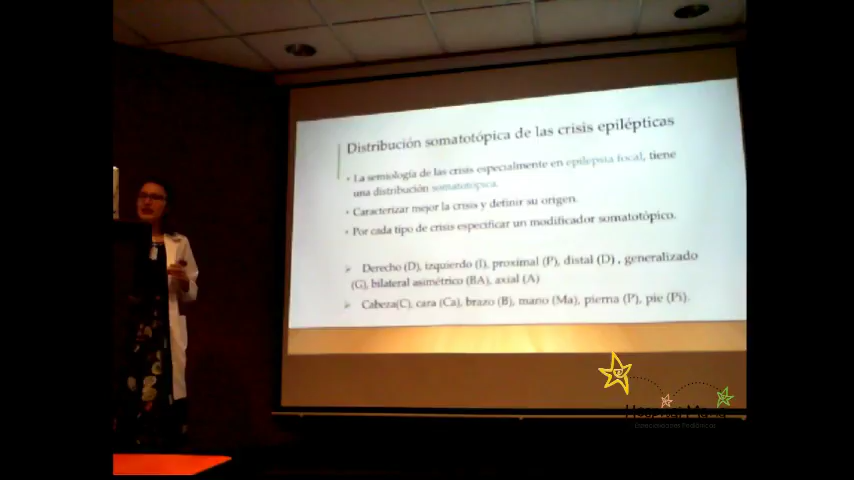 Distribución somatotópica de las crisis epilépticas
• La semiología de las crisis especialmente en epilepsia focal, tiene
una distribución somatotópica.
• Caracterizar mejor la crisis y definir su origen.
• Por cada tipo de crisis especificar un modificador somatotópico.
➢ Derecho (D), izquierdo (I), proximal (P), distal (D) , generalizado
(G), bilateral asimétrico (BA), axial (A)
➢ Cabeza(C), cara (Ca), brazo (B), mano (Ma), pierna (P), pie (Pi).
Hospital Mama